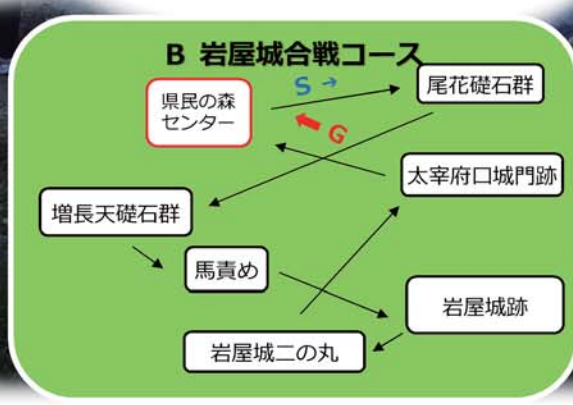 B 岩屋城合戦コース
S →
県民の森
センター
尾花礎石群
G
太宰府口城門跡
増長天礎石群
馬責め
岩屋城跡
岩屋城二の丸